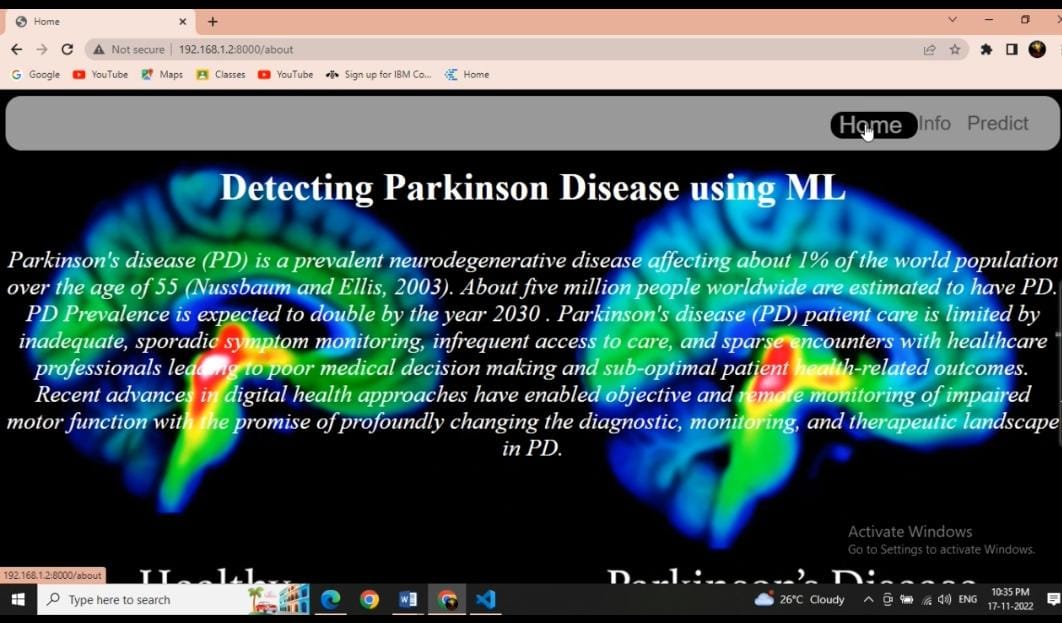 Home
Not secure | 192.168.1.2:8000/about
Google YouTube Maps Classes YouTube Sign up for IBM Co... Home
Home Info Predict
Detecting Parkinson Disease using ML
Parkinson's disease (PD) is a prevalent neurodegenerative disease affecting about 1% of the world population
over the age of 55 (Nussbaum and Ellis, 2003). About five million people worldwide are estimated to have PD.
PD Prevalence is expected to double by the year 2030 . Parkinson's disease (PD) patient care is limited by
inadequate, sporadic symptom monitoring, infrequent access to care, and sparse encounters with healthcare
professionals leading to poor medical decision making and sub-optimal patient health-related outcomes.
Recent advances in digital health approaches have enabled objective and remote monitoring of impaired
motor function with the promise of profoundly changing the diagnostic, monitoring, and therapeutic landscape
in PD.
Activate Windows
Go to Settings to activate Windows.
192.168.1.2:8000/about
Healthy Parkinson's Disease
Type here to search 26°C Cloudy ENG 10:35 PM
17-11-2022